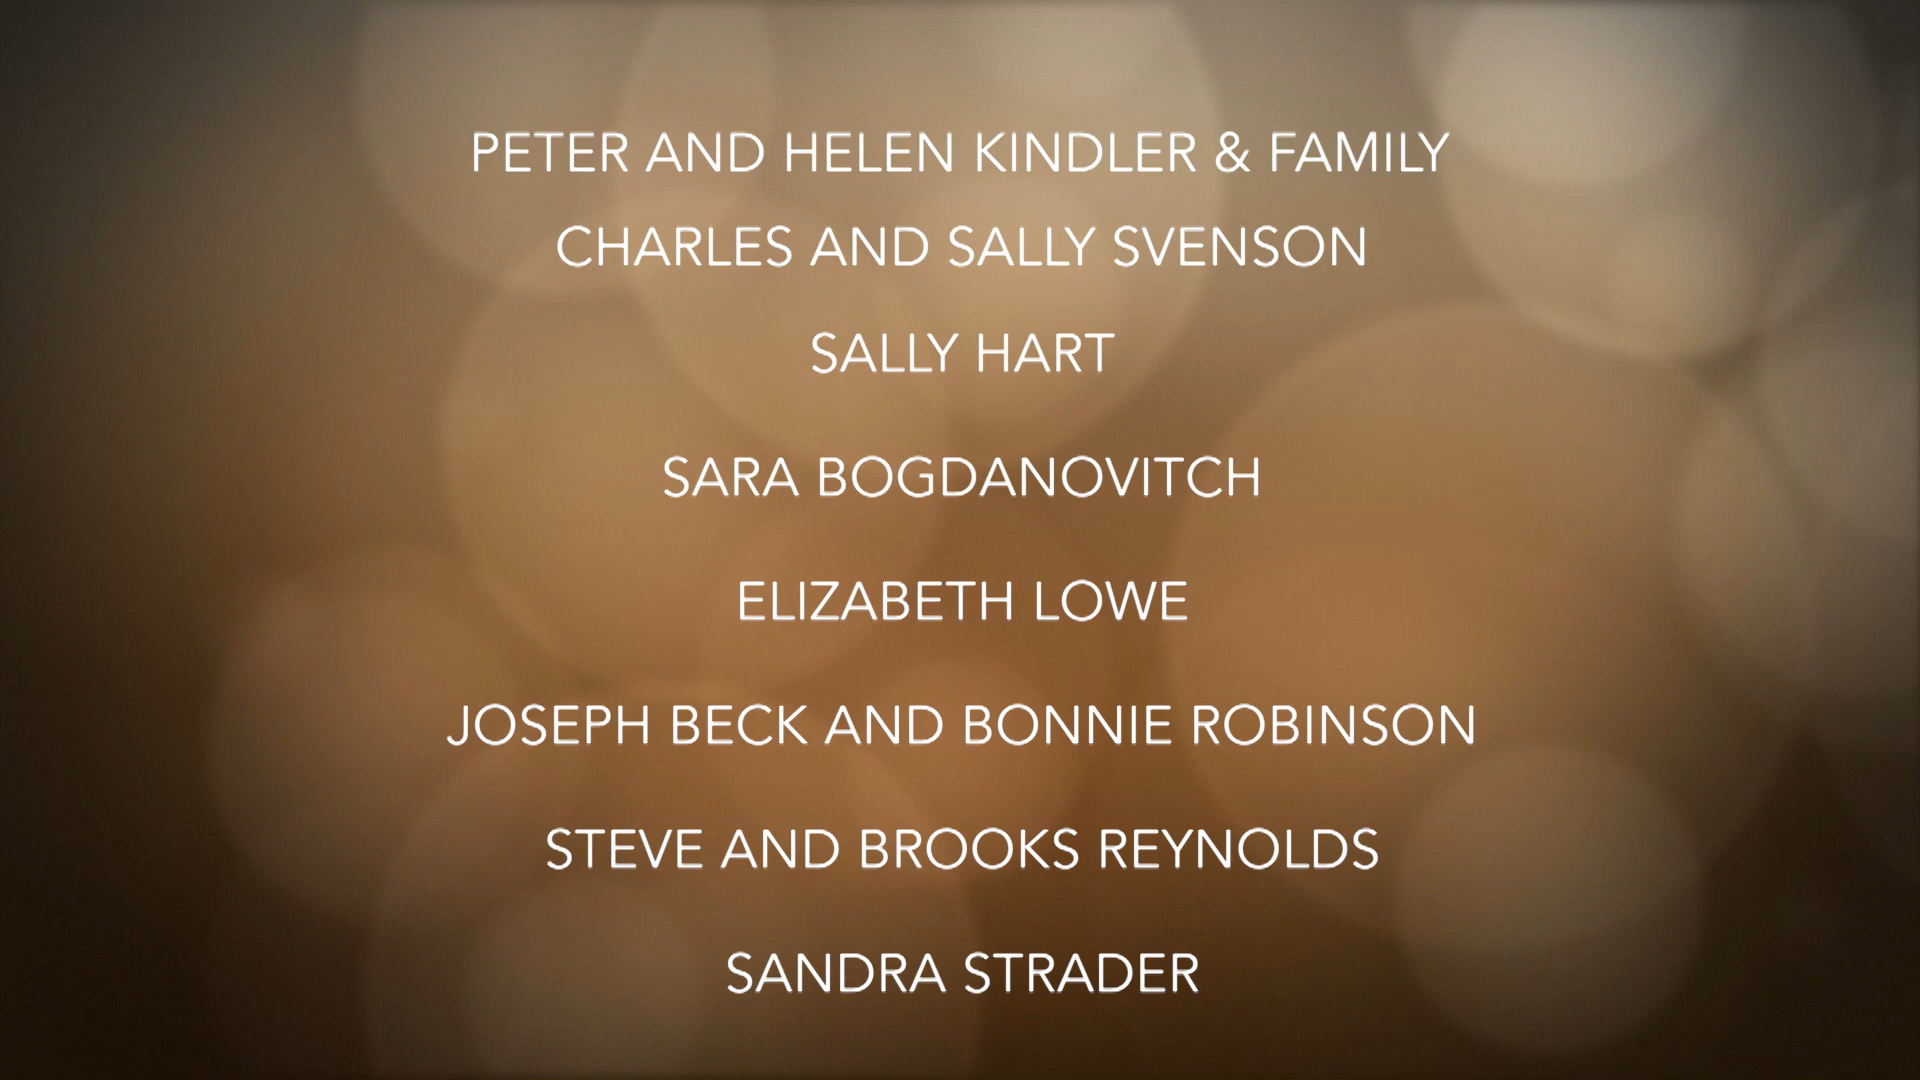 PETER AND HELEN KINDLER & FAMILY
CHARLES AND SALLY SVENSON
SALLY HART
SARA BOGDANOVITCH
ELIZABETH LOWE
JOSEPH BECK AND BONNIE ROBINSON
STEVE AND BROOKS REYNOLDS
SANDRA STRADER